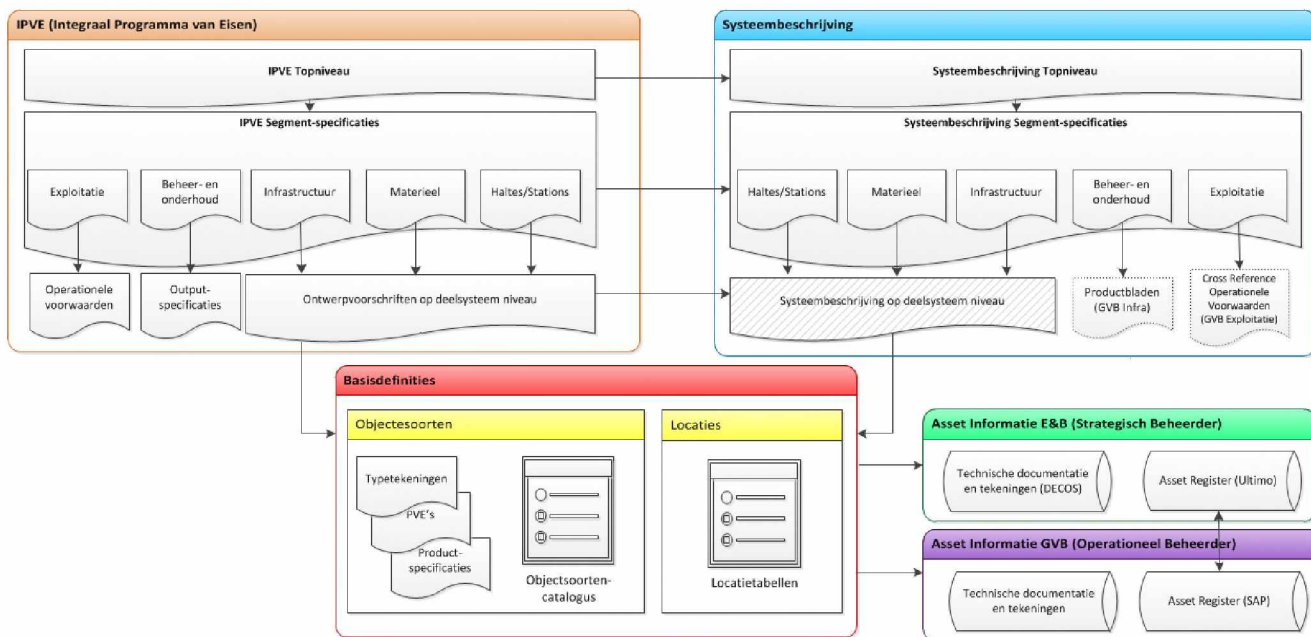 IPVE (Integraal Programma van Eisen)
IPVE Topniveau
IPVE Segment-specificaties
Exploitatie
Beheer- en
onderhoud
Infrastructuur
Materieel
Haltes/Stations
Operationele
voorwaarden
Output-
specificaties
Ontwerpvoorschriften op deelsysteem niveau
Systeembeschrijving
Systeembeschrijving Topniveau
Systeembeschrijving Segment-specificaties
Haltes/Stations
Materieel
Infrastructuur
Beheer- en
onderhoud
Exploitatie
Systeembeschrijving op deelsysteem niveau
Productbladen
(GVB Infra)
Cross Reference
Operationele
Voorwaarden
(GVB Exploitatie)
Basisdefinities
Objectesoorten
Typetekeningen
PVE's
Product-
specificaties
Objectsoorten-
catalogus
Locaties
Locatietabellen
Asset Informatie E&B (Strategisch Beheerder)
Technische documentatie
en tekeningen (DECOS)
Asset Register (Ultimo)
Asset Informatie GVB (Operationeel Beheerder)
Technische documentatie
en tekeningen
Asset Register (SAP)